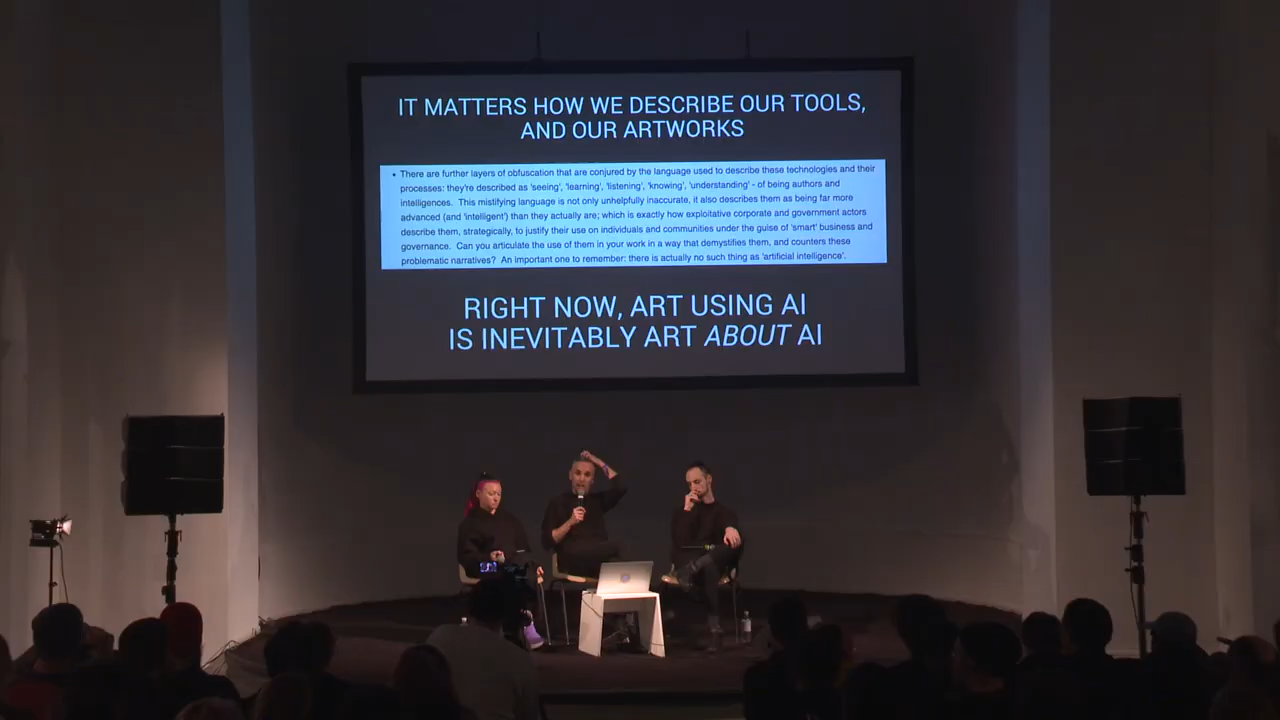 IT MATTERS HOW WE DESCRIBE OUR TOOLS,
AND OUR ARTWORKS
• There are further layers of obfuscation that are conjured by the language used to describe these technologies and their
processes: they're described as 'seeing', 'learning', 'listening', 'knowing', 'understanding' - of being authors and
intelligences. This mistifying language is not only unhelpfully inaccurate, it also describes them as being far more
advanced (and 'intelligent') than they actually are; which is exactly how exploitative corporate and government actors
describe them, strategically, to justify their use on individuals and communities under the guise of 'smart' business and
governance. Can you articulate the use of them in your work in a way that demystifies them, and counters these
problematic narratives? An important one to remember: there is actually no such thing as 'artificial intelligence'.
RIGHT NOW, ART USING AI
IS INEVITABLY ART ABOUT AI